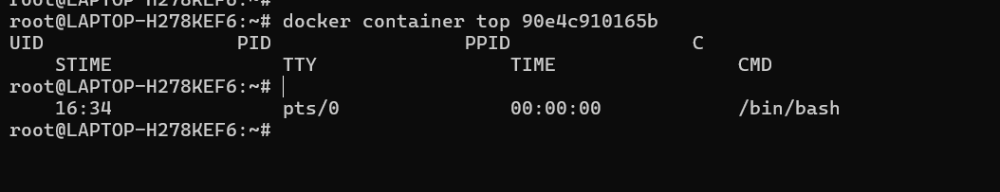 root@LAPTOP-H278KEF6:~#
root@LAPTOP-H278KEF6:~# docker container top 90e4c910165b
UID PID PPID C
STIME TTY TIME CMD
root@LAPTOP-H278KEF6:~#
16:34 pts/0 00:00:00 /bin/bash
root@LAPTOP-H278KEF6:~#